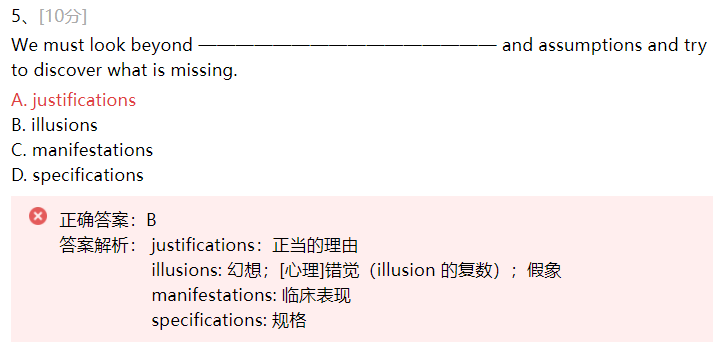 5、[10分]
We must look beyond ———————————————— and assumptions and try
to discover what is missing.
A. justifications
B. illusions
C. manifestations
D. specifications
正确答案：B
答案解析： justifications：正当的理由
illusions: 幻想；[心理]错觉（illusion 的复数）；假象
manifestations: 临床表现
specifications: 规格